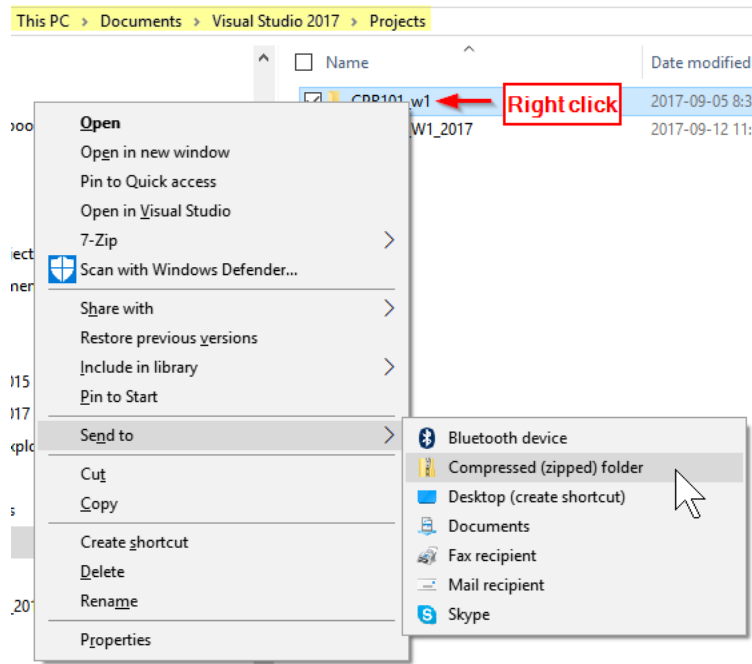 This PC > Documents > Visual Studio 2017 > Projects
Name
Date modified
CPR101_w1
Right click
2017-09-05 8:3
W1_2017
2017-09-12 11:
Open
Open in new window
Pin to Quick access
Open in Visual Studio
7-Zip
Scan with Windows Defender...
Share with
Restore previous versions
Include in library
Pin to Start
Send to
Cut
Copy
Create shortcut
Delete
Rename
Properties
Bluetooth device
Compressed (zipped) folder
Desktop (create shortcut)
Documents
Fax recipient
Mail recipient
Skype